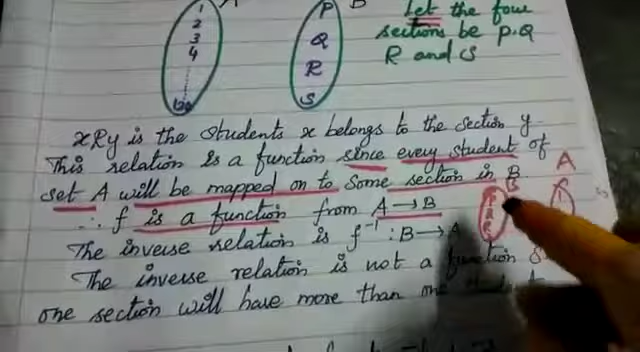 A
B
1
2
3
4
P
Q
R
S
Let the four
sections be P.Q
R and S
xRy is the students x belongs to the section y.
This relation is a function since every student of
set A will be mapped on to some section in B
∴ f is a function from A → B
The inverse relation is f⁻¹ : B →
The inverse relation is not a function
one section will have more than one
A
B